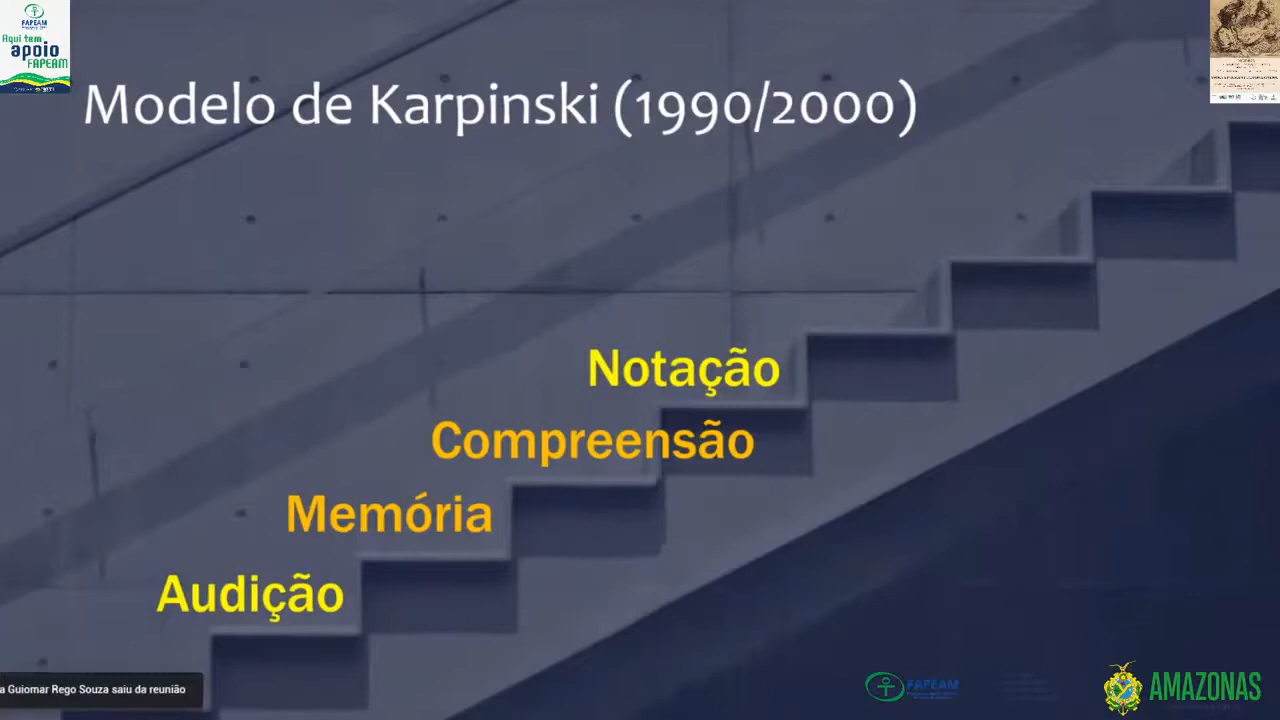 FAPEAM
Aqui tem
apoio
FAPEAM
Modelo de Karpinski (1990/2000)
Notação
Compreensão
Memória
Audição
a Guiomar Rego Souza saiu da reunião
FAPEAM
AMAZONAS